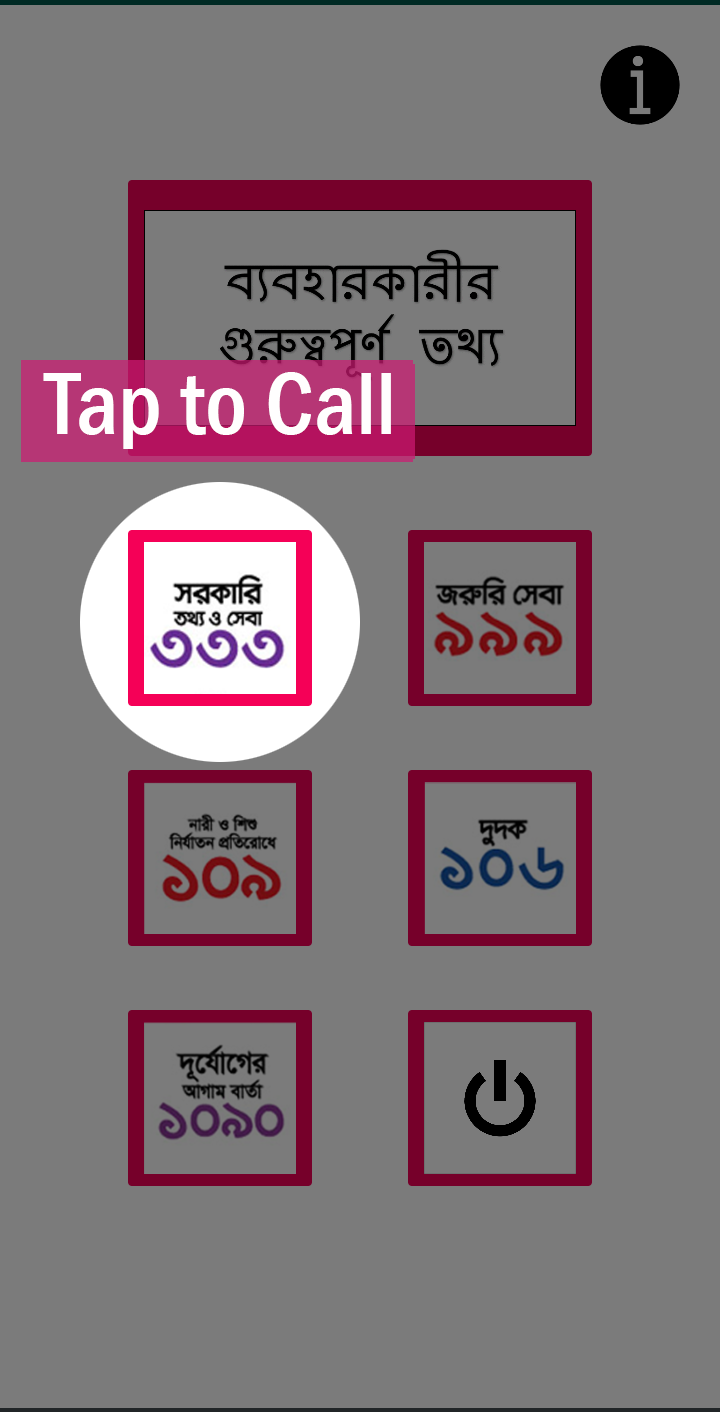 i
ব্যবহারকারীর
গুরুত্বপূর্ণ তথ্য
Tap to Call
সরকারি
তথ্য ও সেবা
৩৩৩
জরুরি সেবা
৯৯৯
নারী ও শিশু
নির্যাতন প্রতিরোধে
১০৯
দুদক
১০৬
দূর্যোগের
আগাম বার্তা
১০৯০